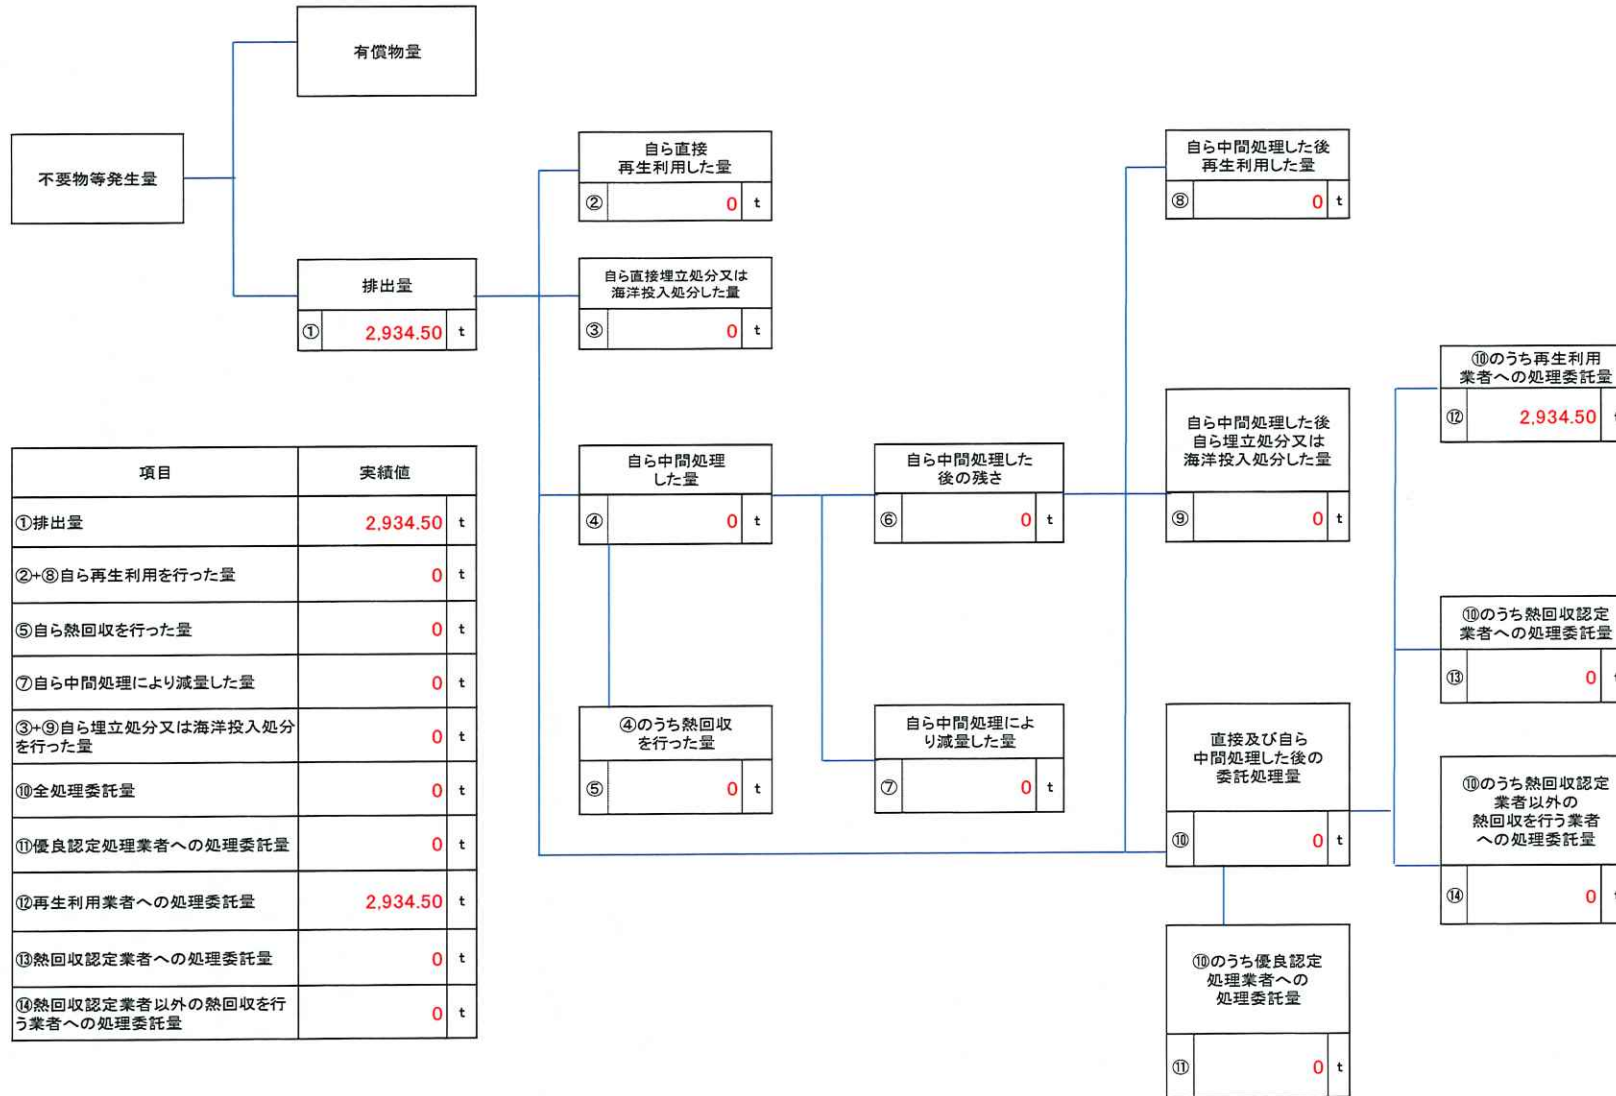 有償物量
不要物等発生量
排出量
① 2,934.50 t
自ら直接
再生利用した量
② 0 t
自ら直接埋立処分又は
海洋投入処分した量
③ 0 t
自ら中間処理
した量
④ 0 t
④のうち熱回収
を行った量
⑤ 0 t
自ら中間処理した
後の残さ
⑥ 0 t
自ら中間処理によ
り減量した量
⑦ 0 t
自ら中間処理した後
再生利用した量
⑧ 0 t
自ら中間処理した後
自ら埋立処分又は
海洋投入処分した量
⑨ 0 t
直接及び自ら
中間処理した後の
委託処理量
⑩ 0 t
⑩のうち優良認定
処理業者への
処理委託量
⑪ 0 t
⑩のうち再生利用
業者への処理委託量
⑫ 2,934.50 t
⑩のうち熱回収認定
業者への処理委託量
⑬ 0 t
⑩のうち熱回収認定
業者以外の
熱回収を行う業者
への処理委託量
⑭ 0 t
項目 実績値
①排出量 2,934.50 t
②+⑧自ら再生利用を行った量 0 t
⑤自ら熱回収を行った量 0 t
⑦自ら中間処理により減量した量 0 t
③+⑨自ら埋立処分又は海洋投入処分
を行った量 0 t
⑩全処理委託量 0 t
⑪優良認定処理業者への処理委託量 0 t
⑫再生利用業者への処理委託量 2,934.50 t
⑬熱回収認定業者への処理委託量 0 t
⑭熱回収認定業者以外の熱回収を行
う業者への処理委託量 0 t